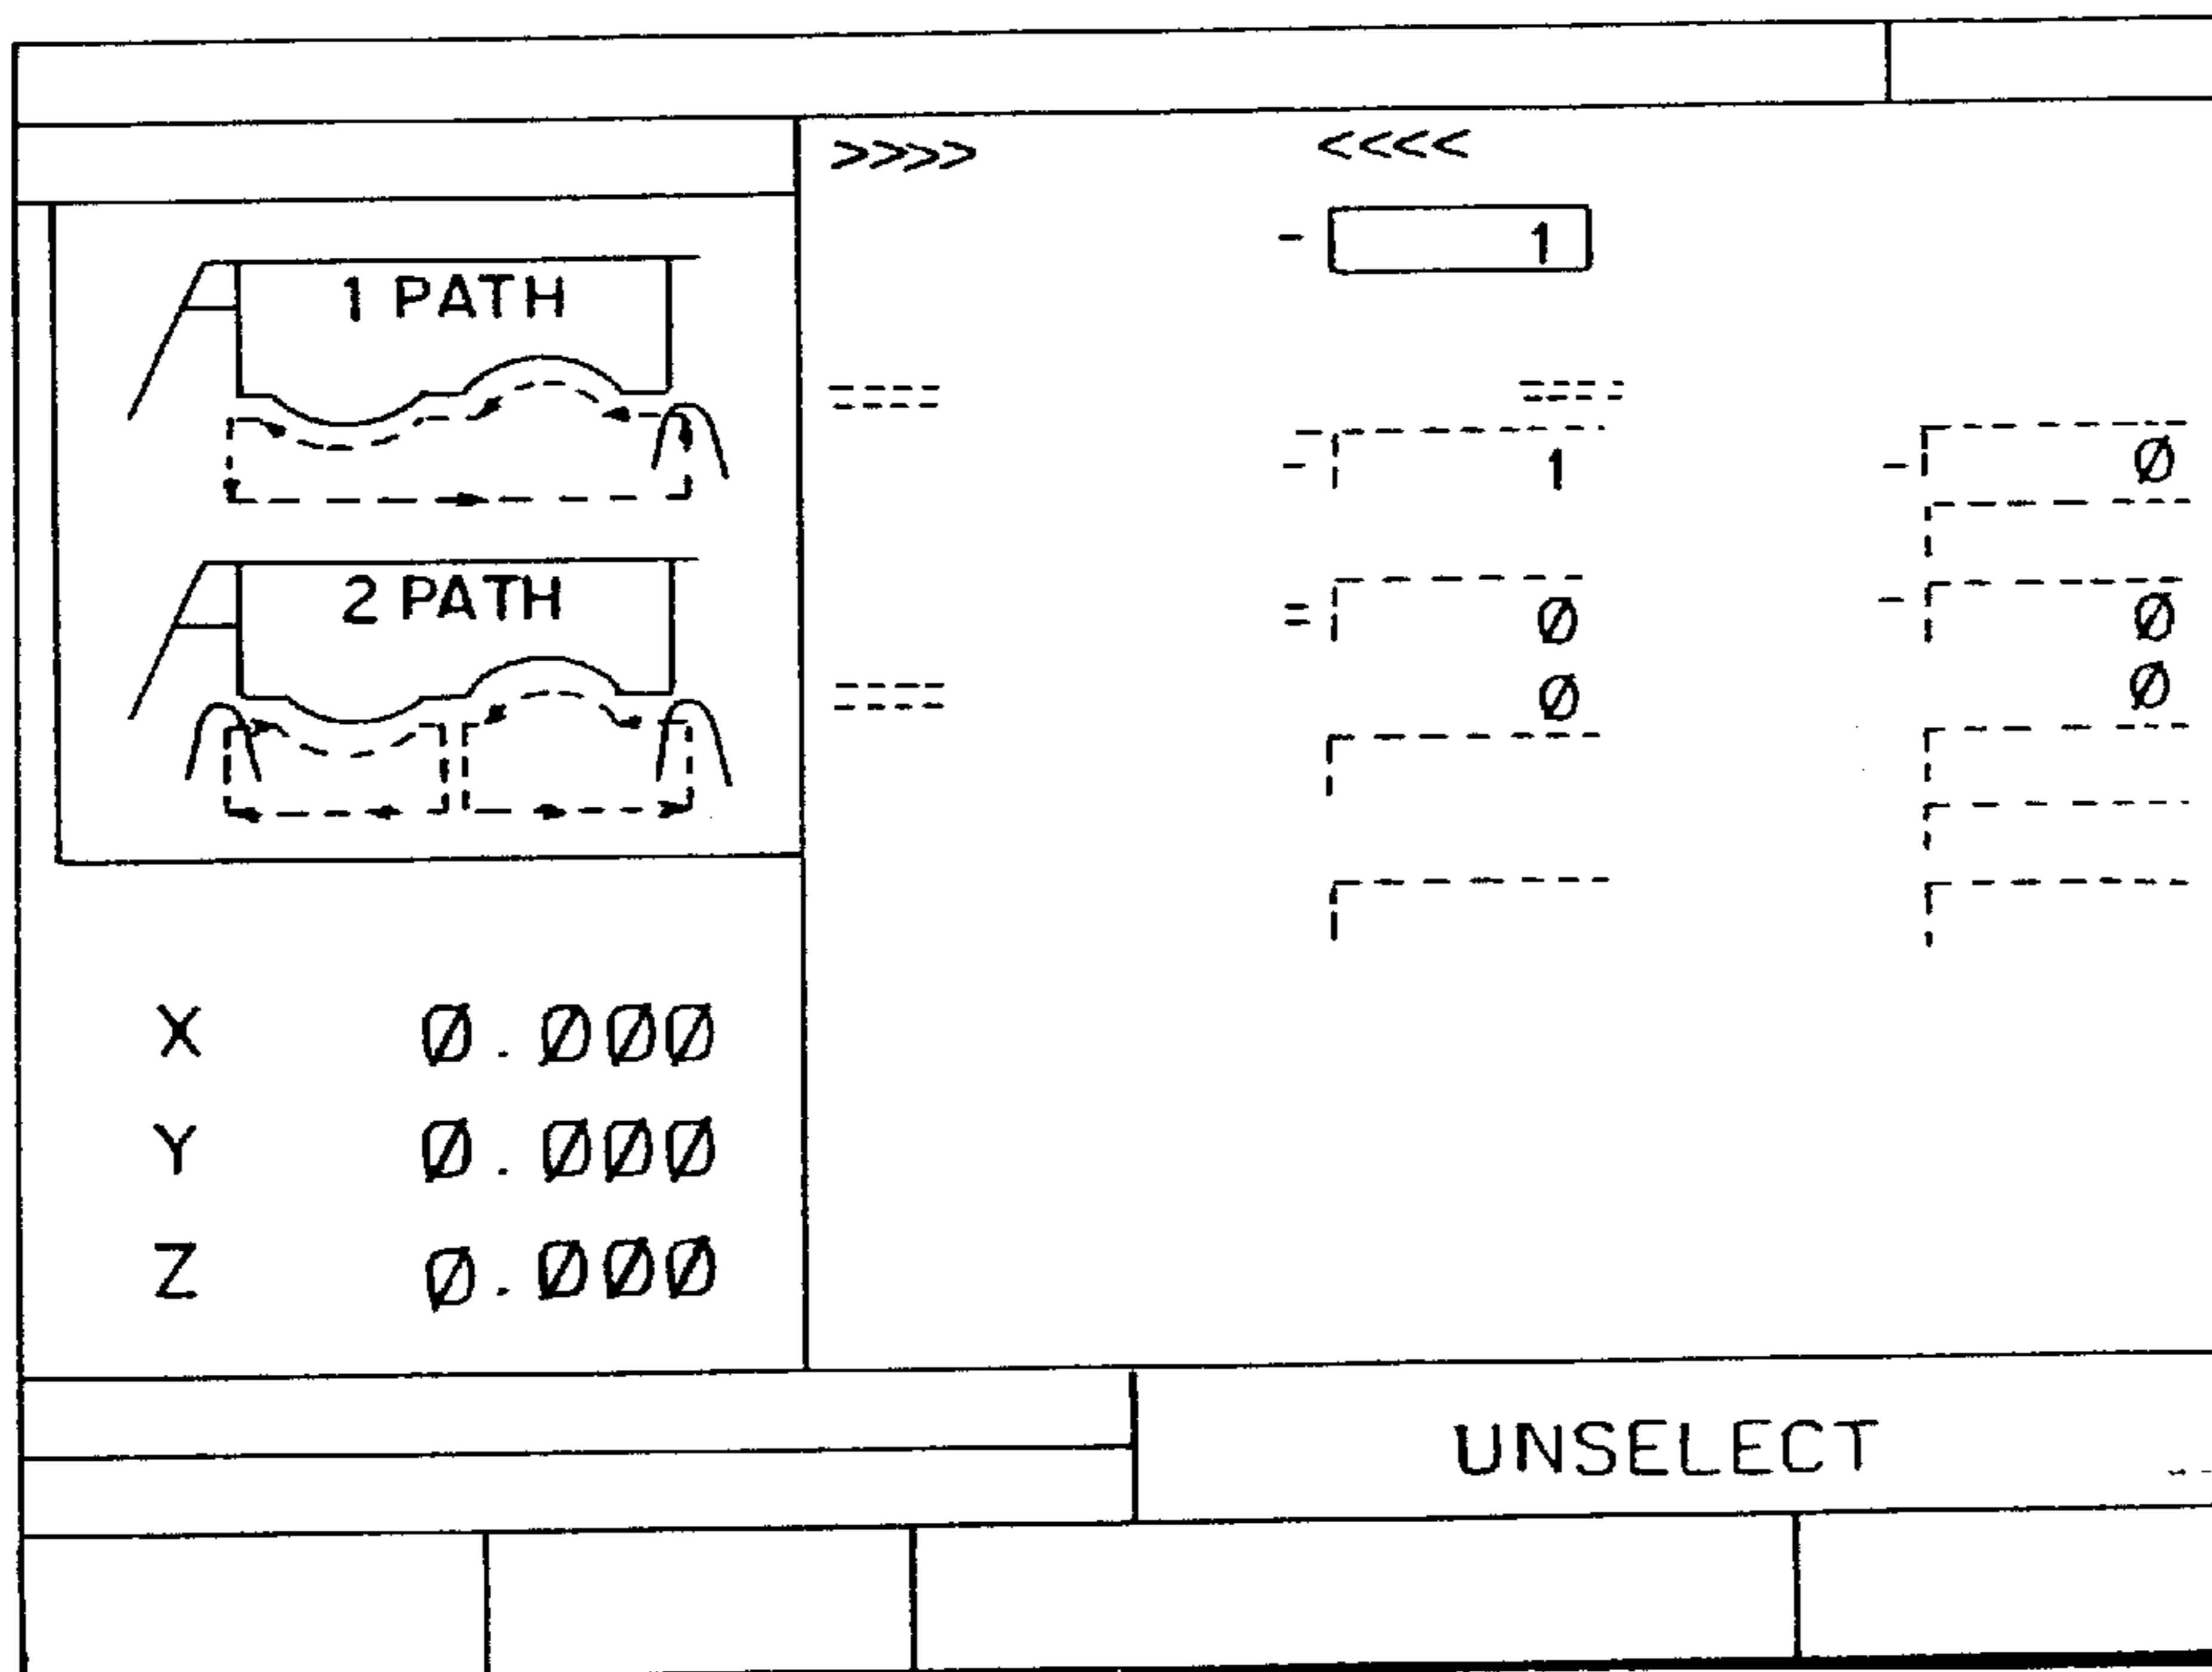 >>>> <<<<
- 1
1 PATH
- 1 - Ø
2 PATH
= Ø - Ø
Ø Ø
X Ø.ØØØ
Y Ø.ØØØ
Z Ø.ØØØ
UNSELECT